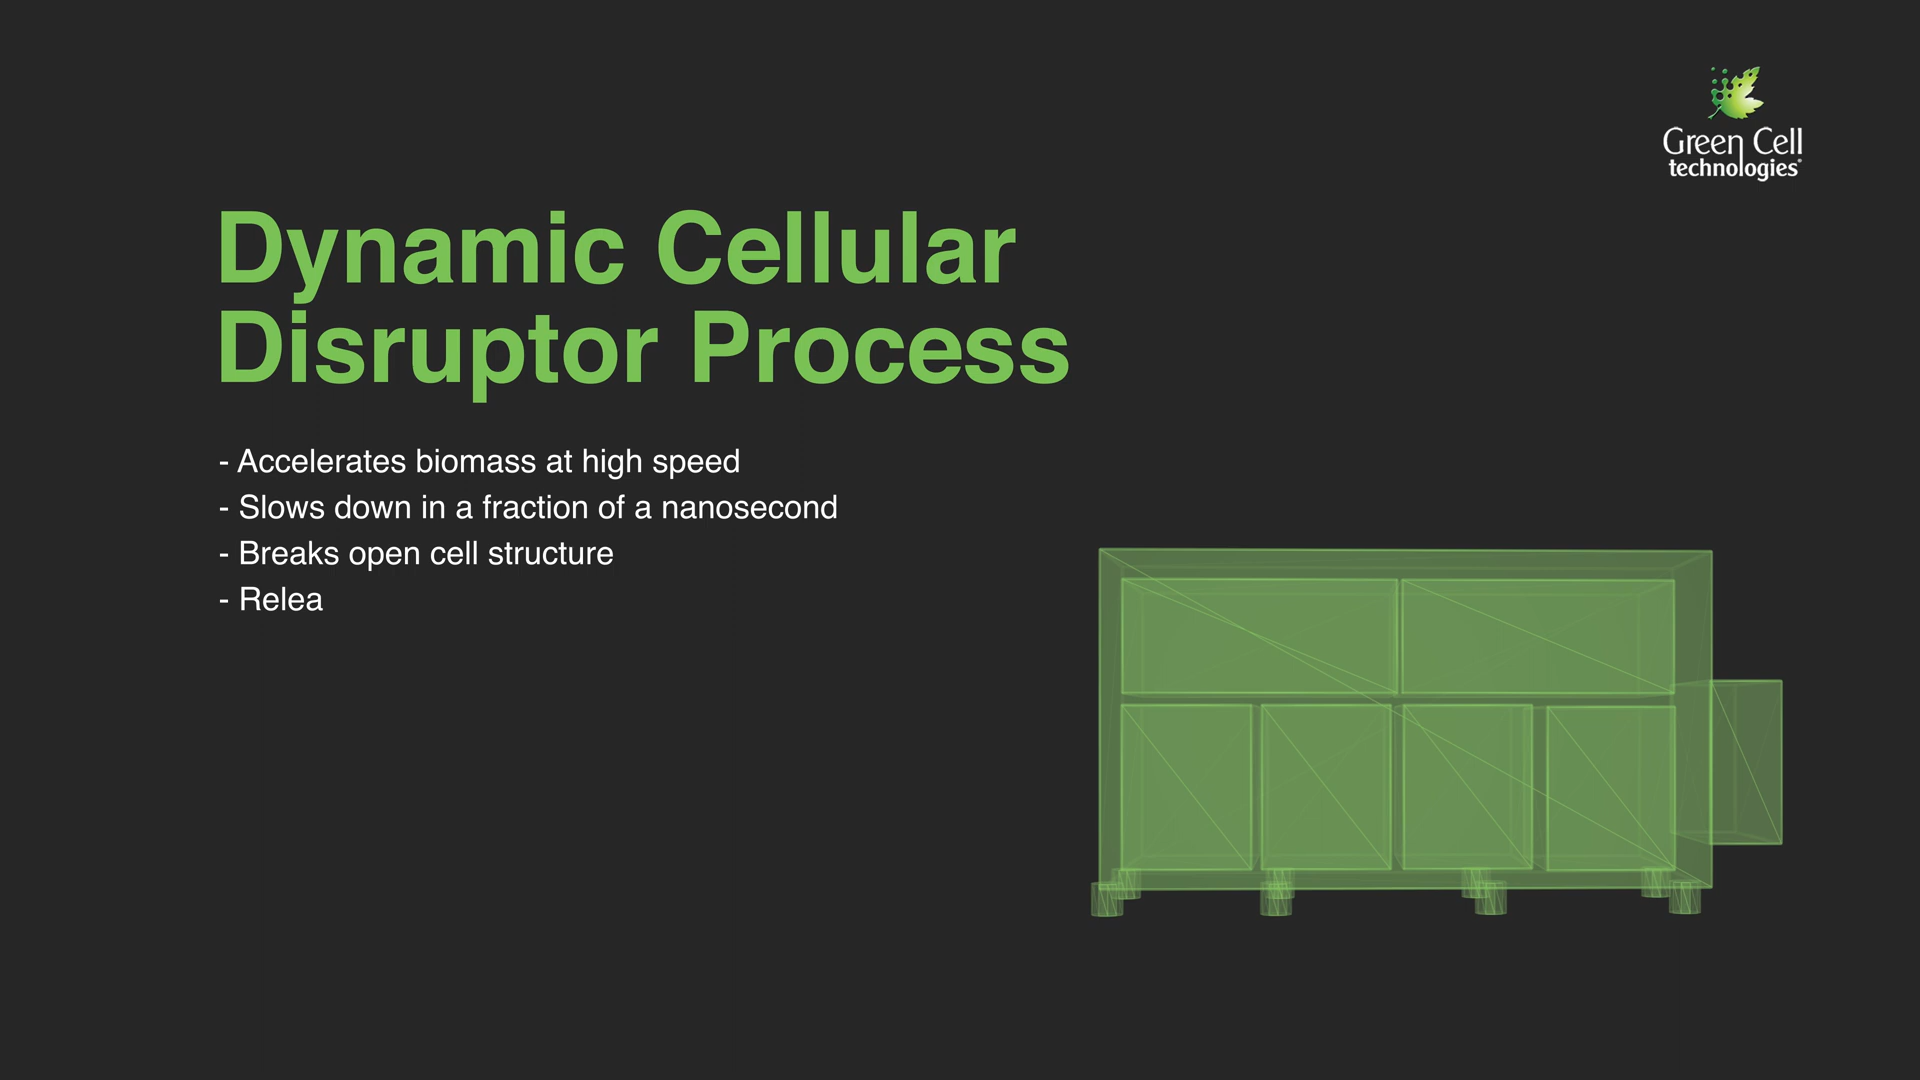 Green Cell
technologies®
Dynamic Cellular
Disruptor Process
- Accelerates biomass at high speed
- Slows down in a fraction of a nanosecond
- Breaks open cell structure
- Relea